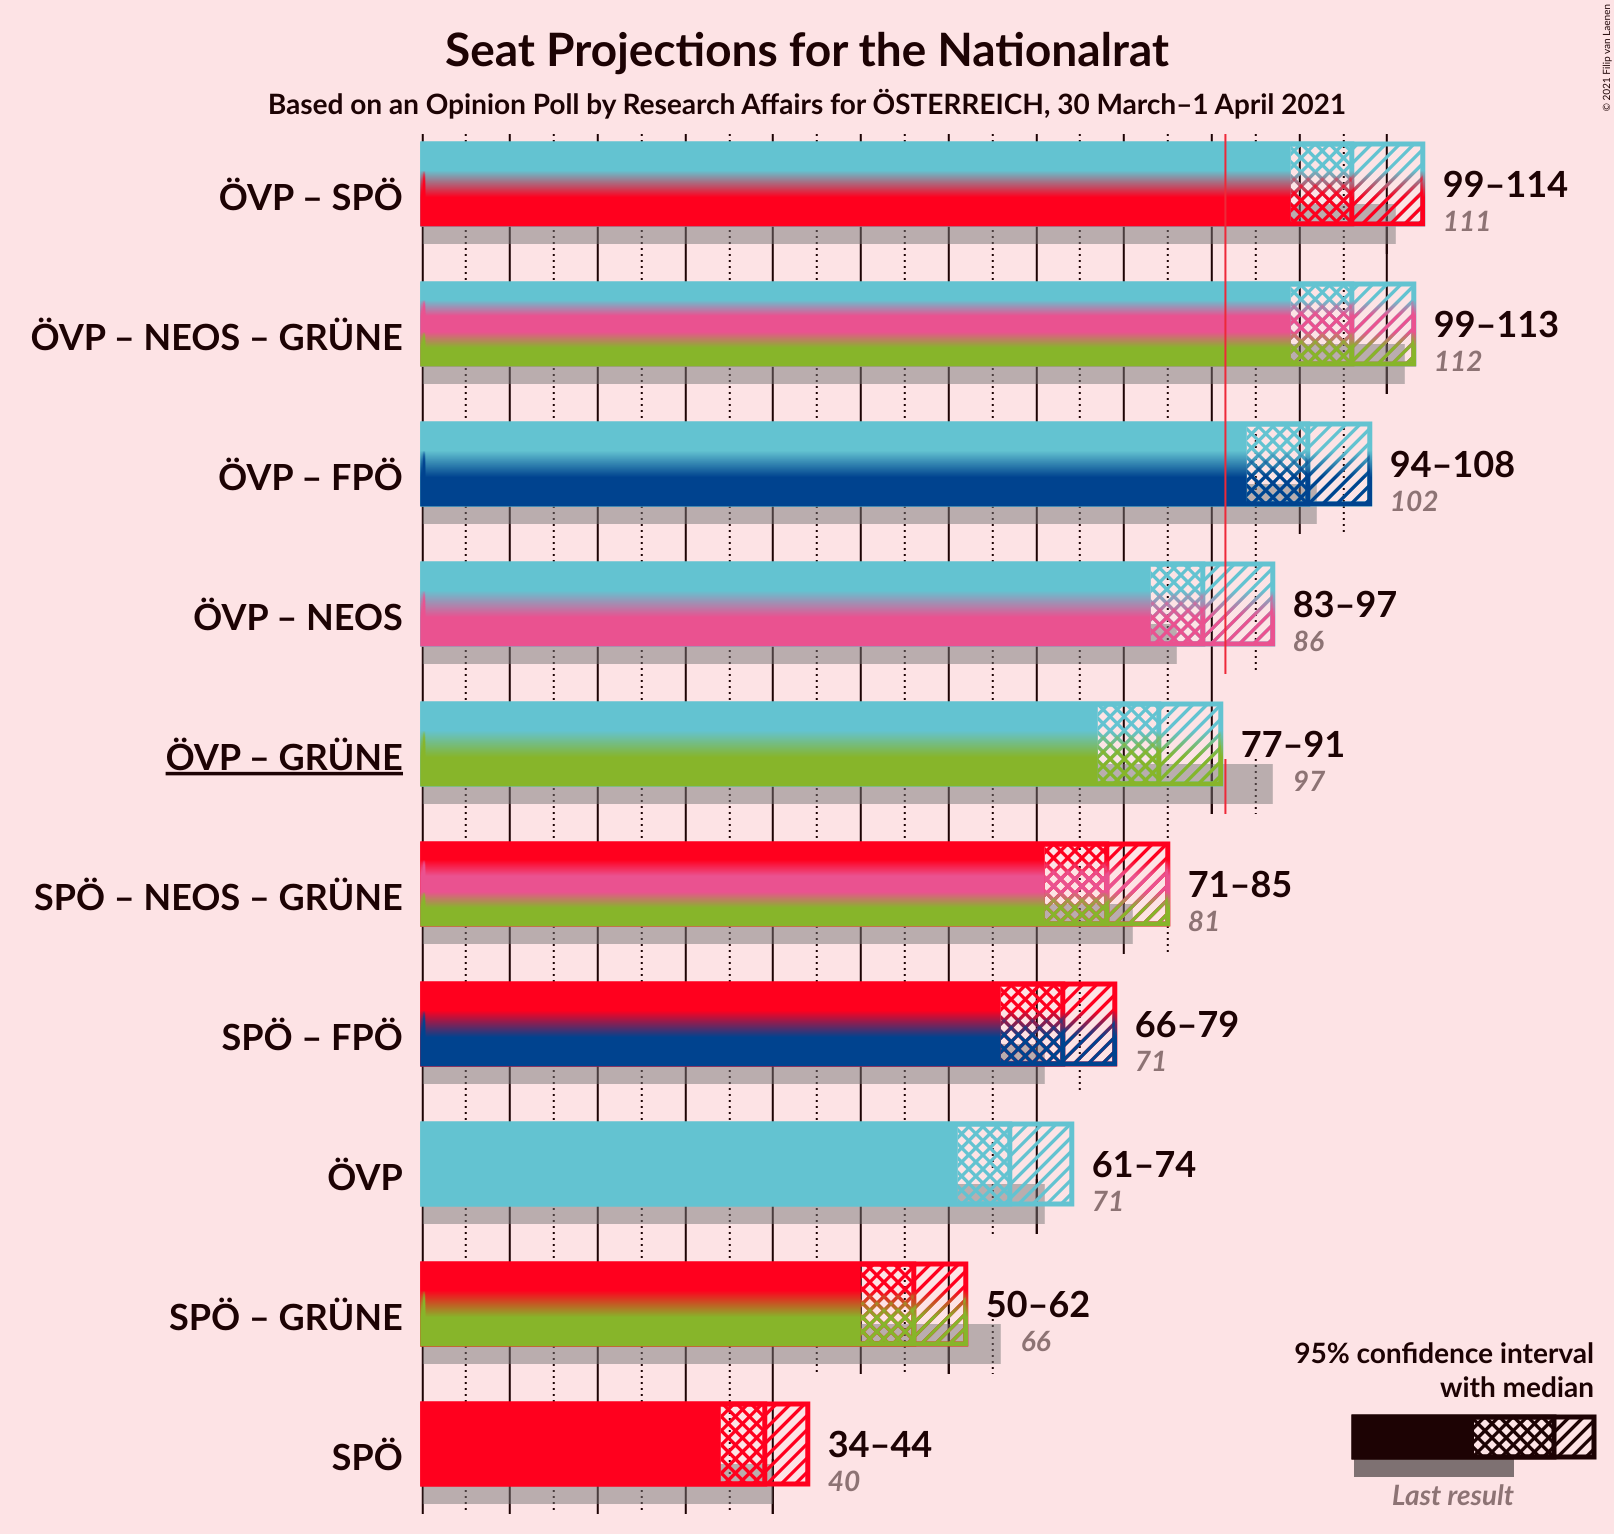 Seat Projections for the Nationalrat
Based on an Opinion Poll by Research Affairs for ÖSTERREICH, 30 March–1 April 2021
© 2021 Filip van Laenen
ÖVP – SPÖ
99–114
111
ÖVP – NEOS – GRÜNE
99–113
112
ÖVP – FPÖ
94–108
102
ÖVP – NEOS
83–97
86
ÖVP – GRÜNE
77–91
97
SPÖ – NEOS – GRÜNE
71–85
81
SPÖ – FPÖ
66–79
71
ÖVP
61–74
71
SPÖ – GRÜNE
50–62
66
SPÖ
34–44
40
95% confidence interval
with median
Last result